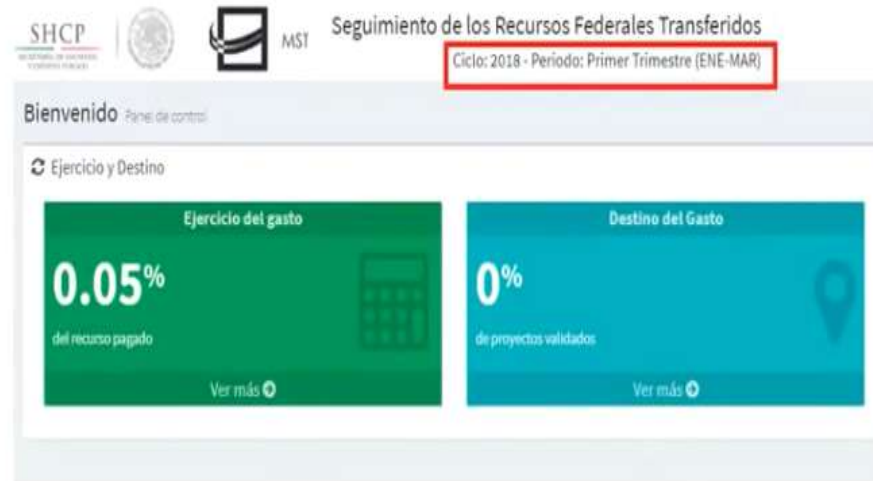 SHCP
MST
Seguimiento de los Recursos Federales Transferidos
Ciclo: 2018 - Periodo: Primer Trimestre (ENE-MAR)
Bienvenido Panel de control
Ejercicio y Destino
Ejercicio del gasto
0.05%
del recurso pagado
Ver más
Destino del Gasto
0%
de proyectos validados
Ver más